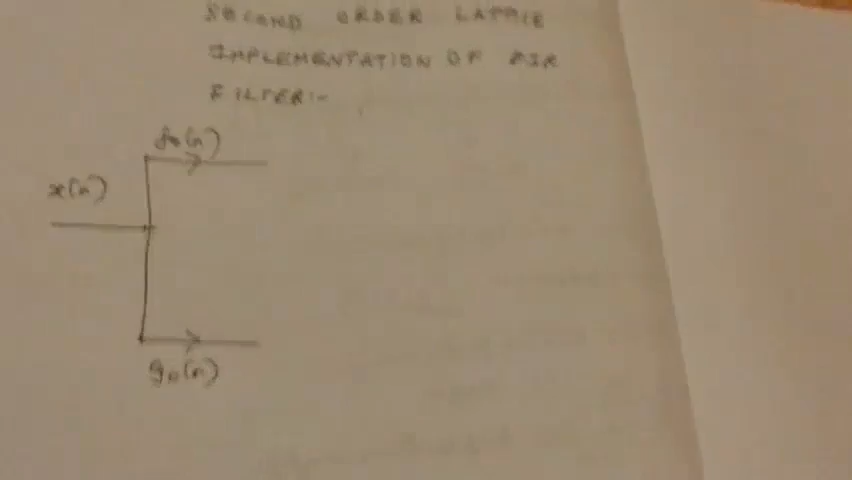 SECOND ORDER LATTICE
IMPLEMENTATION OF FIR
FILTER:-
f0(n)
x(n)
g0(n)